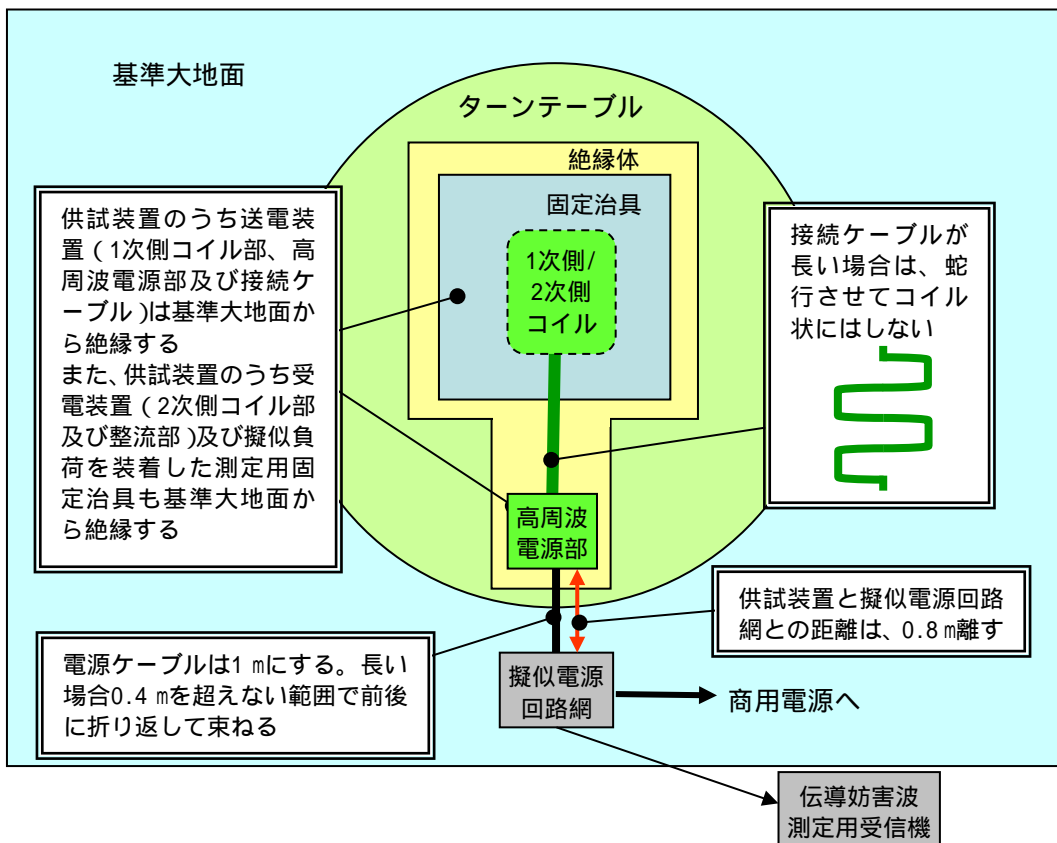 基準大地面
ターンテーブル
絶縁体
固定治具
1次側/
2次側
コイル
供試装置のうち送電装
置(1次側コイル部、高
周波電源部及び接続ケ
ーブル)は基準大地面か
ら絶縁する
また、供試装置のうち受
電装置(2次側コイル部
及び整流部)及び擬似負
荷を装着した測定用固
定治具も基準大地面か
ら絶縁する
接続ケーブルが
長い場合は、蛇
行させてコイル
状にはしない
高周波
電源部
供試装置と擬似電源回路
網との距離は、0.8 m離す
電源ケーブルは1 mにする。長い
場合0.4 mを超えない範囲で前後
に折り返して束ねる
擬似電源
回路網
商用電源へ
伝導妨害波
測定用受信機